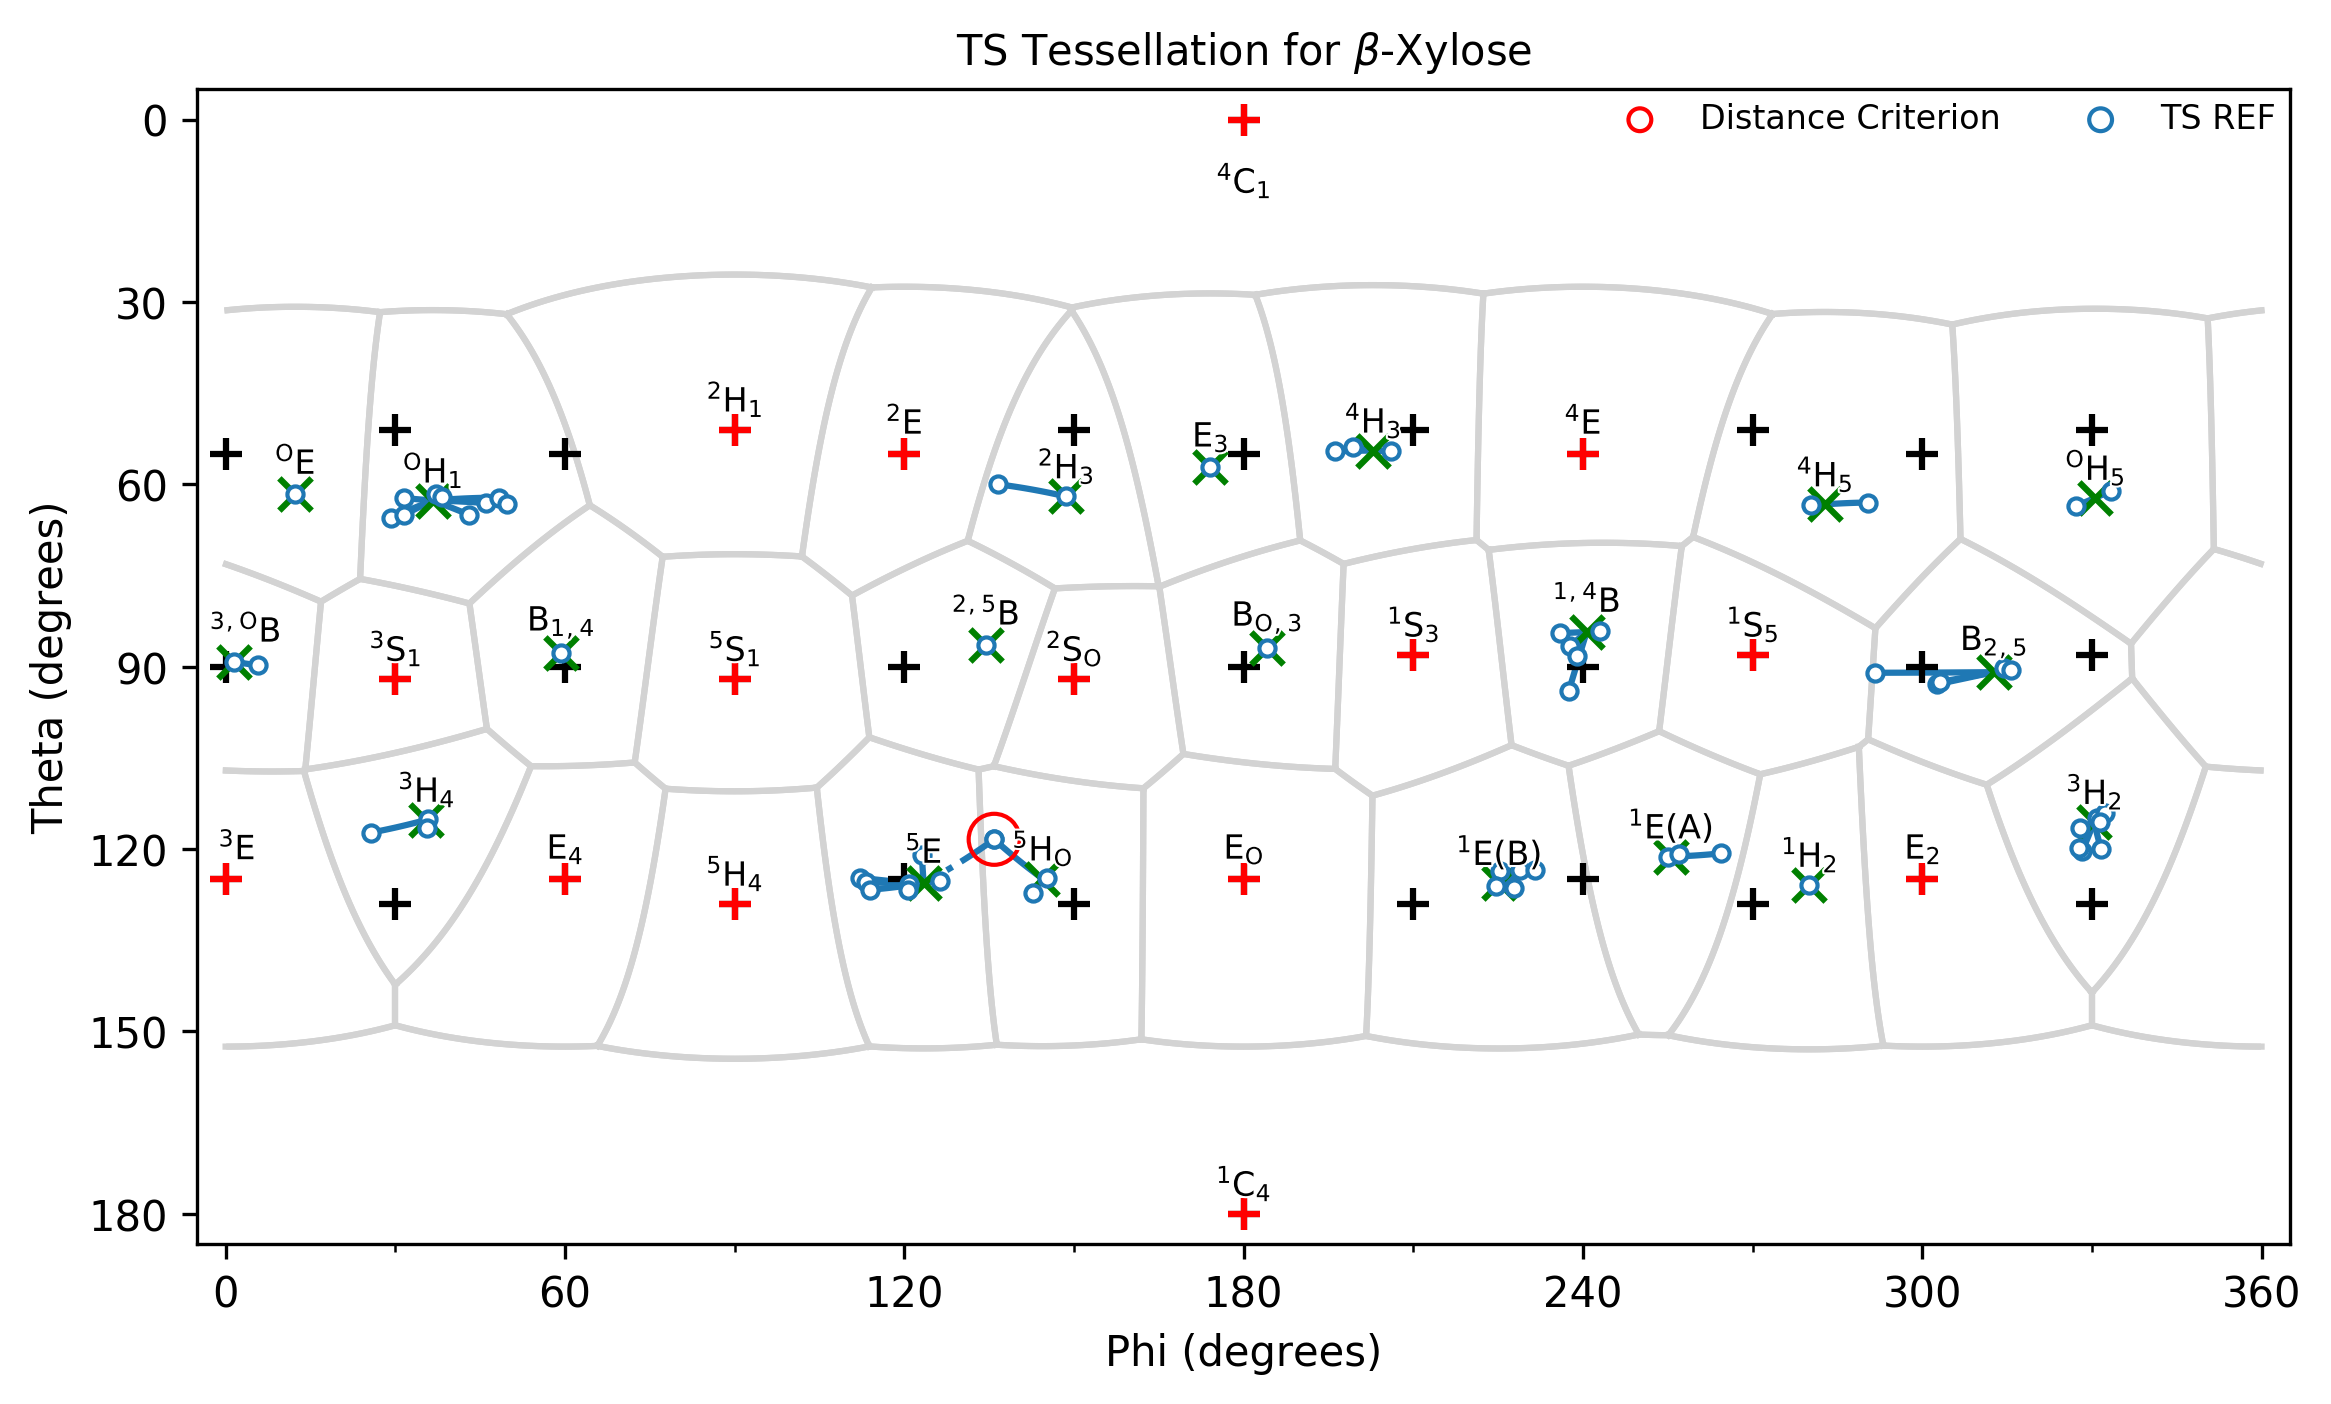 TS Tessellation for β-Xylose
Distance Criterion
TS REF
0
30
60
90
120
150
180
Theta (degrees)
⁴C₁
²H₁
²E
⁴E
E₃
⁴H₃
ᴼE
ᴼH₁
²H₃
⁴H₅
ᴼH₅
³,ᴼB
³S₁
B₁,₄
⁵S₁
²,⁵B
²Sₒ
Bₒ,₃
¹S₃
¹,⁴B
¹S₅
B₂,₅
³H₄
³H₂
³E
E₄
⁵H₄
⁵E
⁵Hₒ
Eₒ
¹E(B)
¹E(A)
¹H₂
E₂
¹C₄
0
60
120
180
240
300
360
Phi (degrees)